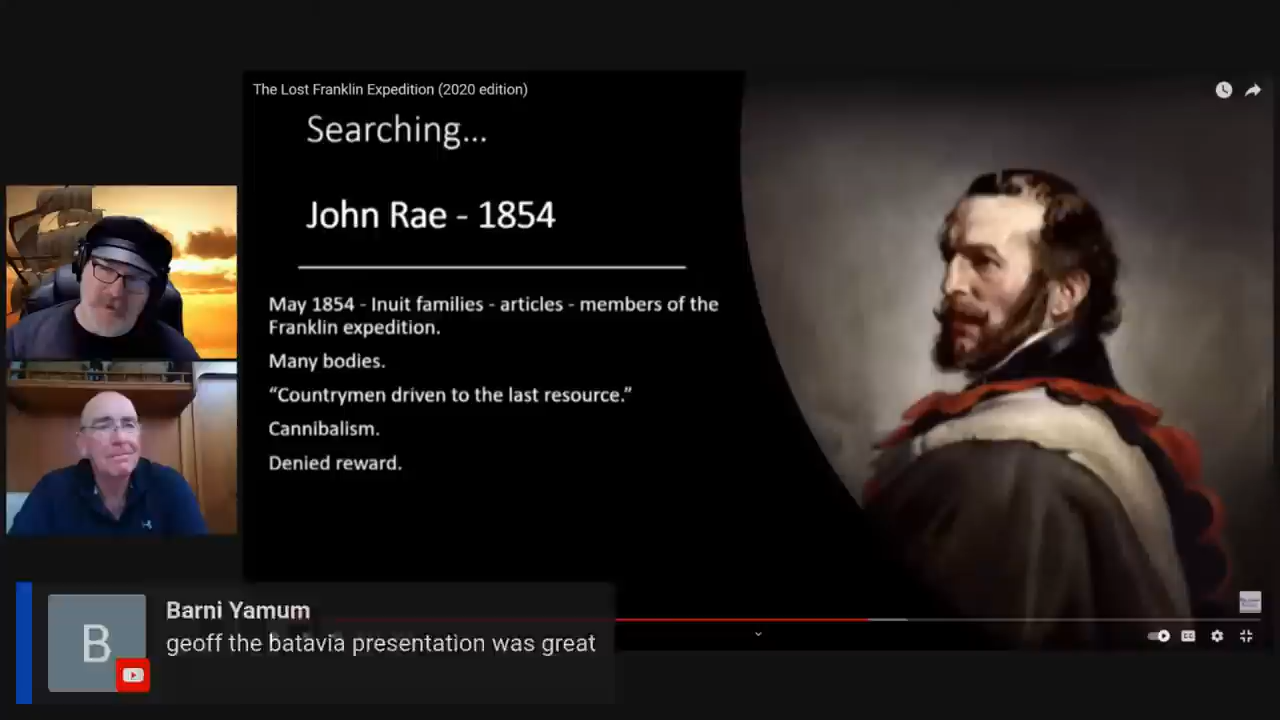 The Lost Franklin Expedition (2020 edition)
Searching...
John Rae - 1854
May 1854 - Inuit families - articles - members of the
Franklin expedition.
Many bodies.
“Countrymen driven to the last resource.”
Cannibalism.
Denied reward.
B
Barni Yamum
geoff the batavia presentation was great
CC